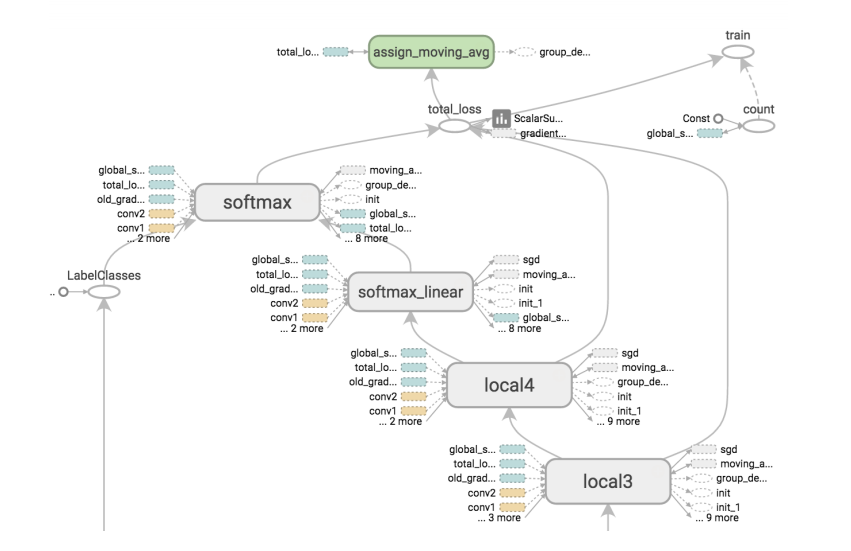 train
total_lo...
assign_moving_avg
group_de...
total_loss
ScalarSu...
gradient...
Const
count
global_s...
global_s...
total_lo...
old_grad...
conv2
conv1
... 2 more
softmax
moving_a...
group_de...
init
global_s...
total_lo...
... 8 more
LabelClasses
..
global_s...
total_lo...
old_grad...
conv2
conv1
... 2 more
softmax_linear
sgd
moving_a...
init
init_1
global_s...
... 8 more
global_s...
total_lo...
old_grad...
conv2
conv1
... 2 more
local4
sgd
moving_a...
group_de...
init
init_1
... 9 more
global_s...
total_lo...
old_grad...
conv2
conv1
... 3 more
local3
sgd
moving_a...
group_de...
init
init_1
... 9 more